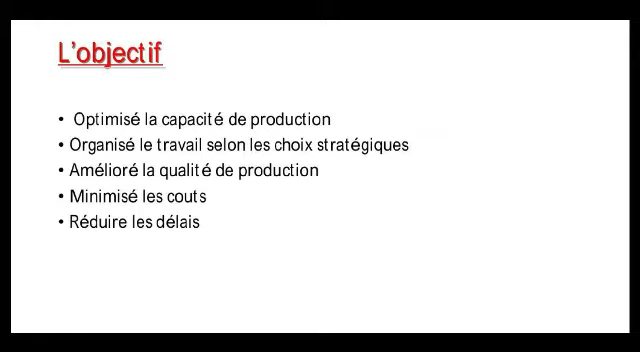 L'objectif
• Optimisé la capacité de production
• Organisé le travail selon les choix stratégiques
• Amélioré la qualité de production
• Minimisé les couts
• Réduire les délais